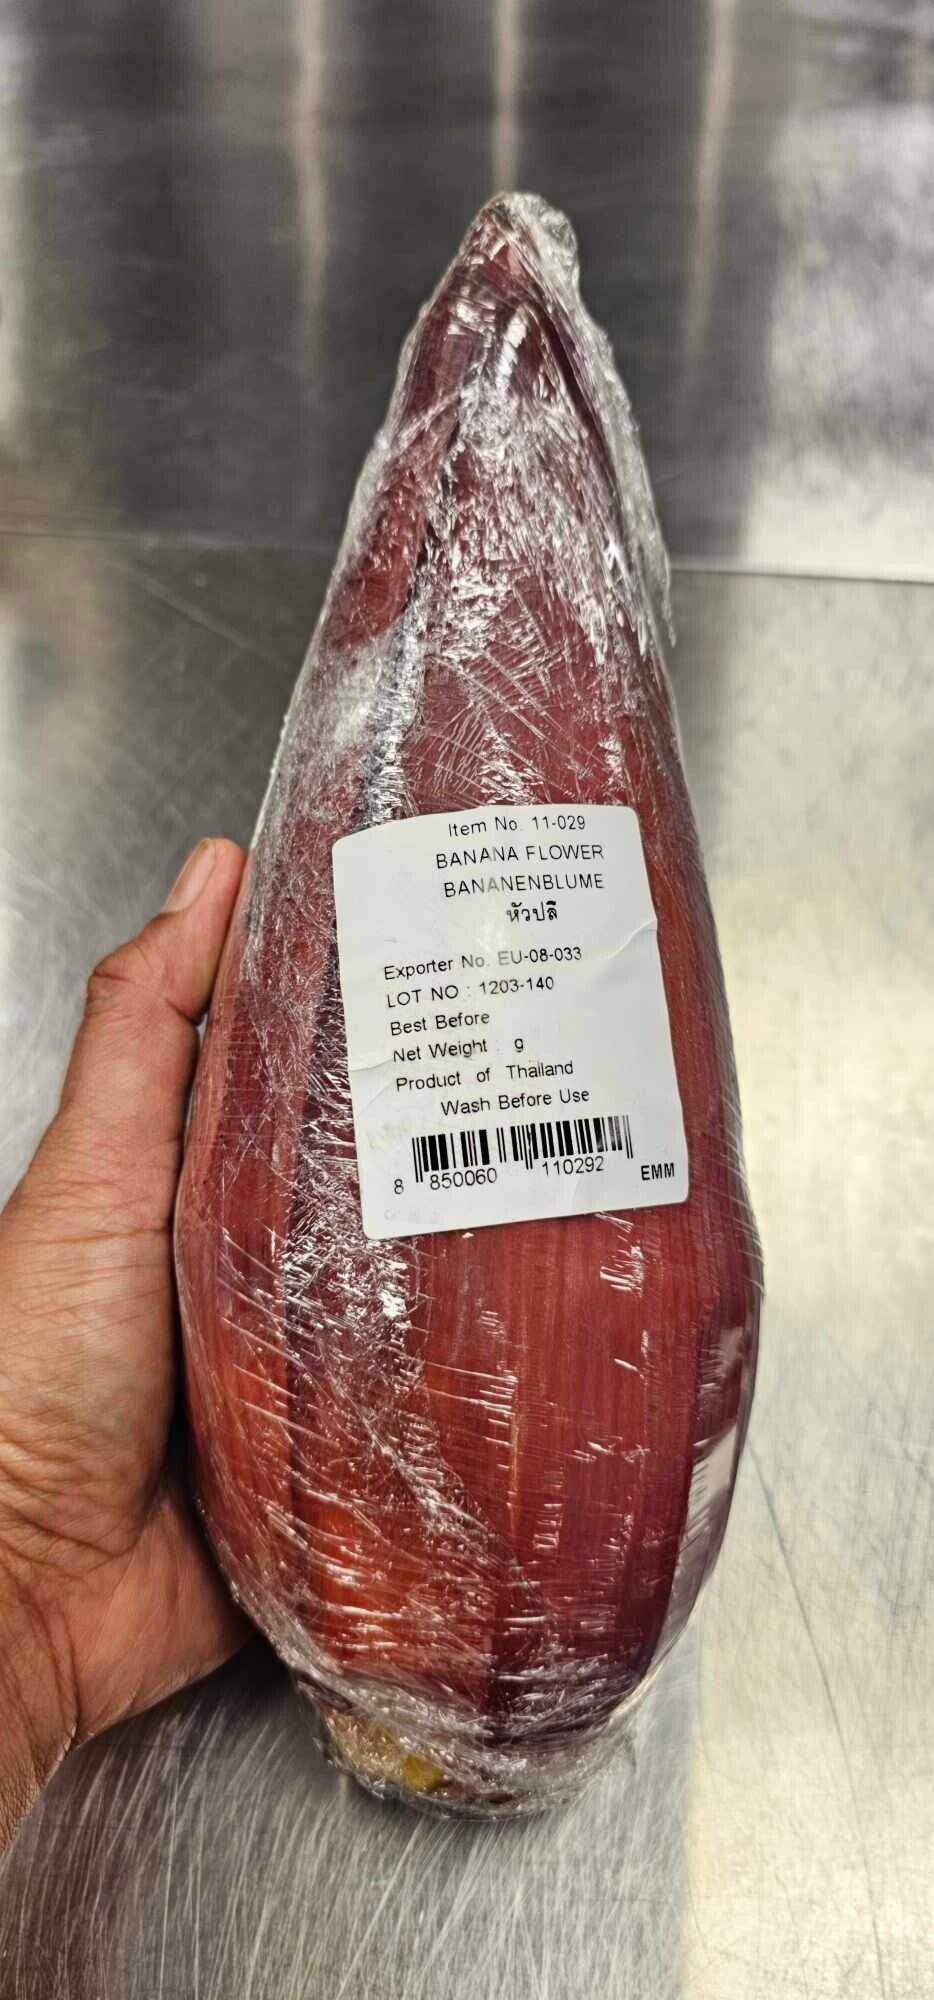 Item No. 11-029
BANANA FLOWER
BANANENBLUME
หัวปลี
Exporter No. EU-08-033
LOT NO : 1203-140
Best Before
Net Weight : g
Product of Thailand
Wash Before Use
8 850060 110292 EMM